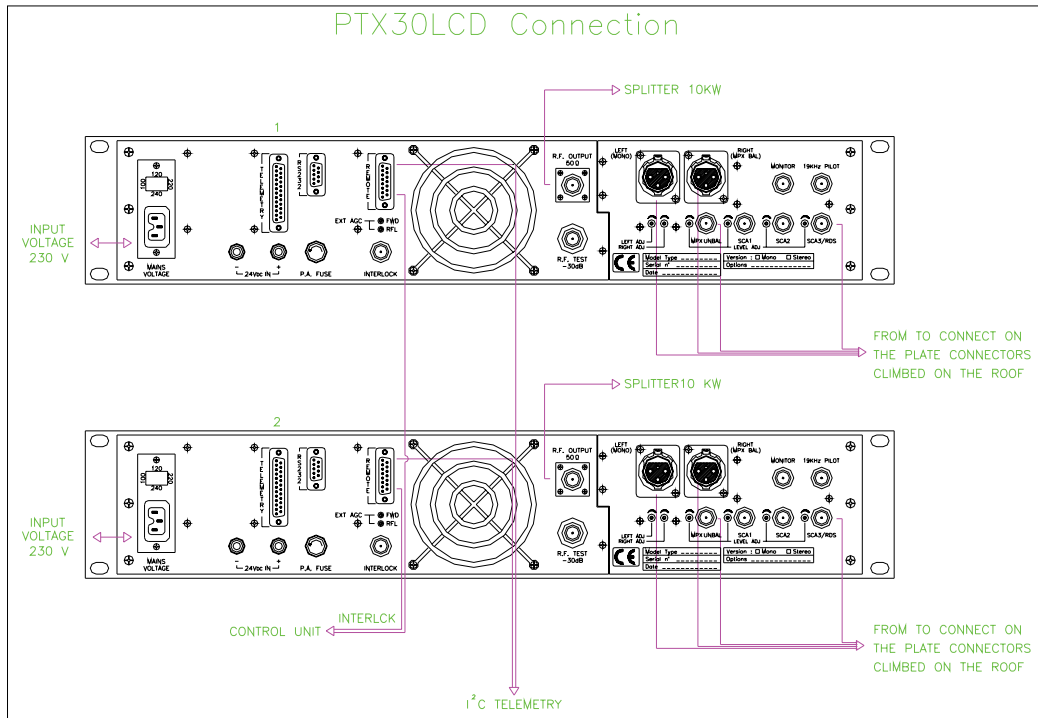 PTX30LCD Connection
SPLITTER 10KW
1
120
100
220
240
MAINS
VOLTAGE
TELEMETRY
RS232
REMOTE
EXT AGC
FWD
RFL
- 24Vdc IN +
P.A. FUSE
INTERLOCK
R.F. OUTPUT
50Ω
R.F. TEST
-30dB
LEFT
(MONO)
RIGHT
(MPX BAL)
MONITOR
19KHz PILOT
LEFT ADJ
RIGHT ADJ
MPX UNBAL
SCA1
SCA2
SCA3/RDS
LEVEL ADJ
CE
Model Type
Serial n°
Date
Version : Mono Stereo
Options
INPUT
VOLTAGE
230 V
FROM TO CONNECT ON
THE PLATE CONNECTORS
CLIMBED ON THE ROOF
SPLITTER10 KW
2
120
100
220
240
MAINS
VOLTAGE
TELEMETRY
RS232
REMOTE
EXT AGC
FWD
RFL
- 24Vdc IN +
P.A. FUSE
INTERLOCK
R.F. OUTPUT
50Ω
R.F. TEST
-30dB
LEFT
(MONO)
RIGHT
(MPX BAL)
MONITOR
19KHz PILOT
LEFT ADJ
RIGHT ADJ
MPX UNBAL
SCA1
SCA2
SCA3/RDS
LEVEL ADJ
CE
Model Type
Serial n°
Date
Version : Mono Stereo
Options
INPUT
VOLTAGE
230 V
INTERLCK
CONTROL UNIT
FROM TO CONNECT ON
THE PLATE CONNECTORS
CLIMBED ON THE ROOF
I²C TELEMETRY